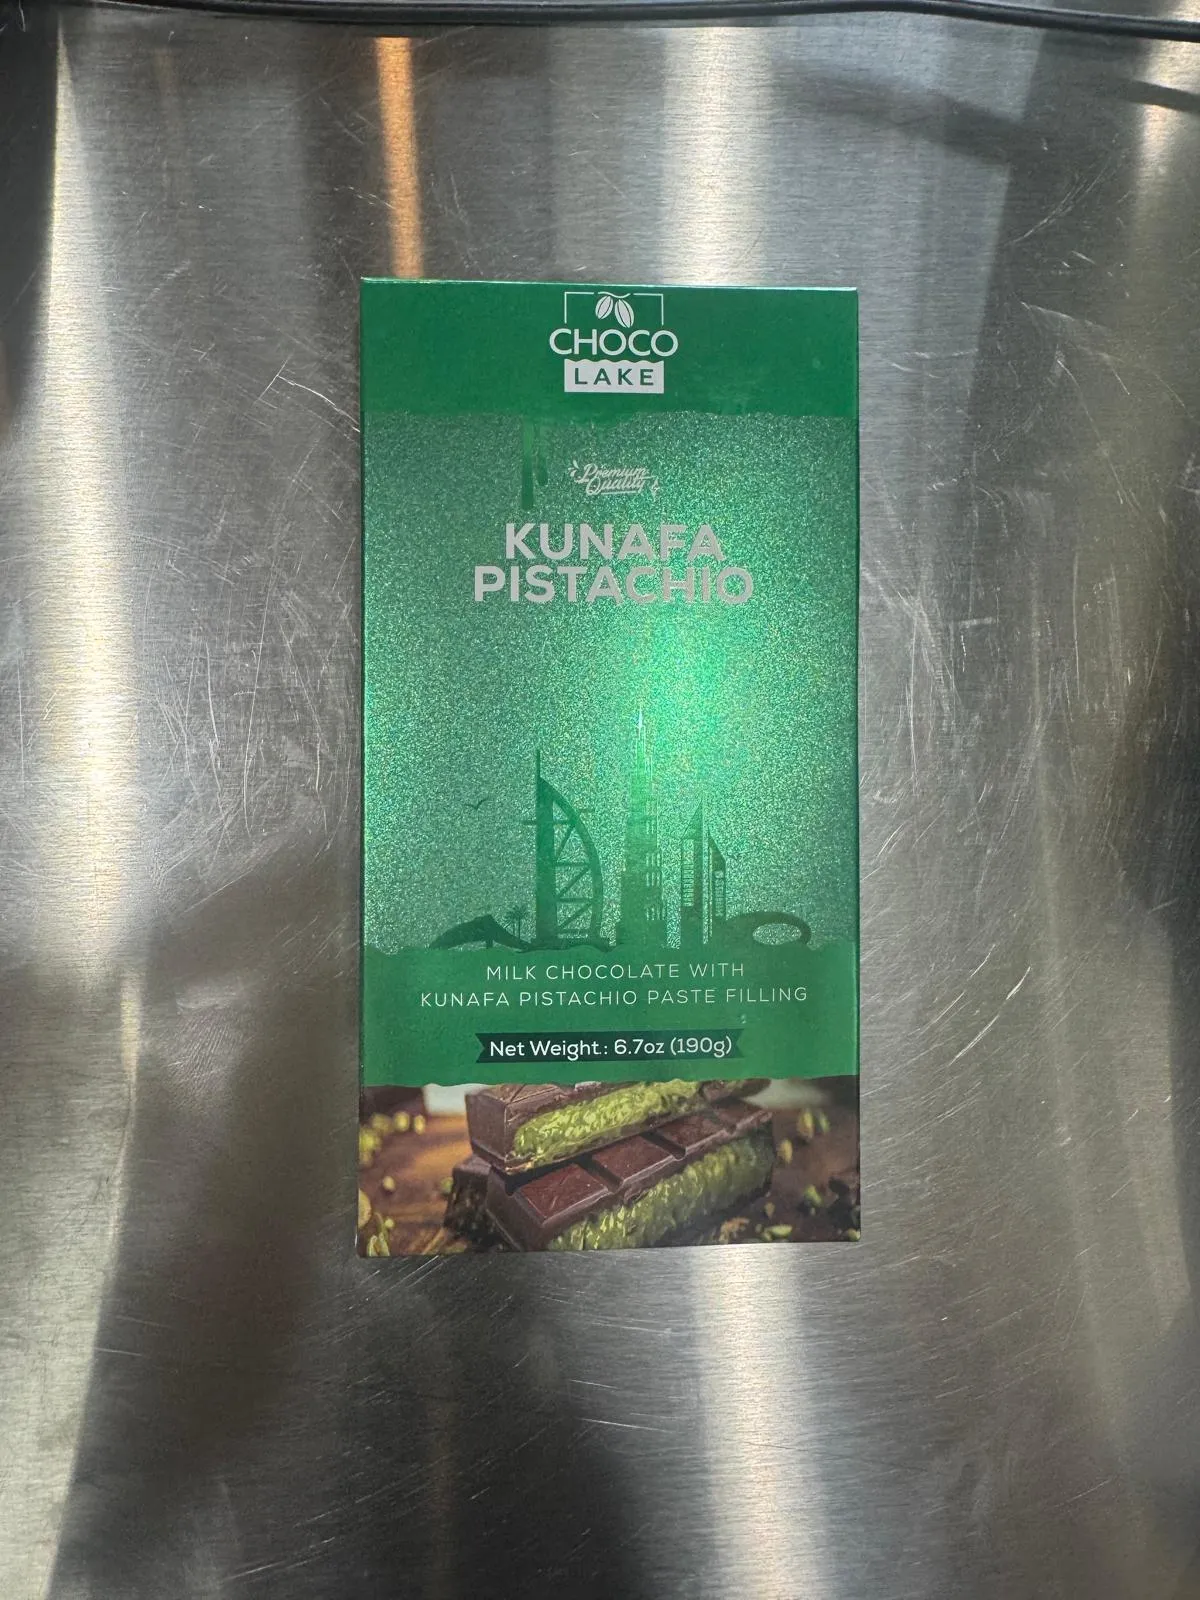 CHOCO
LAKE
Premium
Quality
KUNAFA
PISTACHIO
MILK CHOCOLATE WITH
KUNAFA PISTACHIO PASTE FILLING
Net Weight.: 6.7oz (190g)